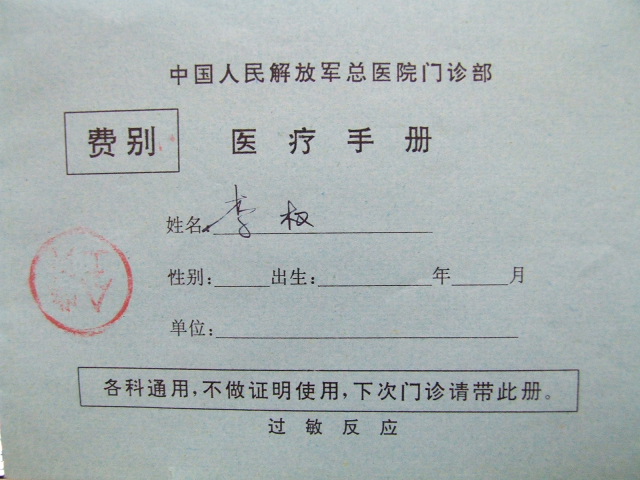 中国人民解放军总医院门诊部
费别 医疗手册
姓名:李权
性别: 出生: 年 月
单位:
各科通用,不做证明使用,下次门诊请带此册。
过敏反应